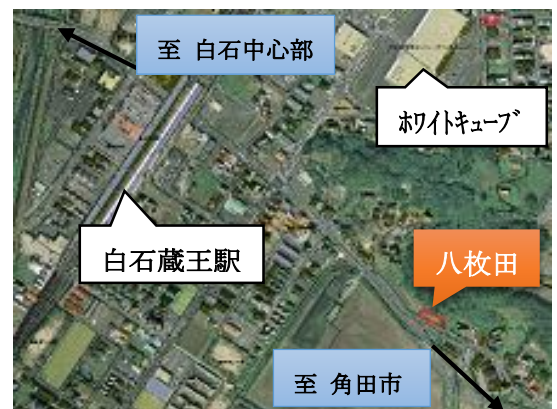 至 白石中心部
ﾎﾜｲﾄｷｭｰﾌﾞ
白石蔵王駅
八枚田
至 角田市